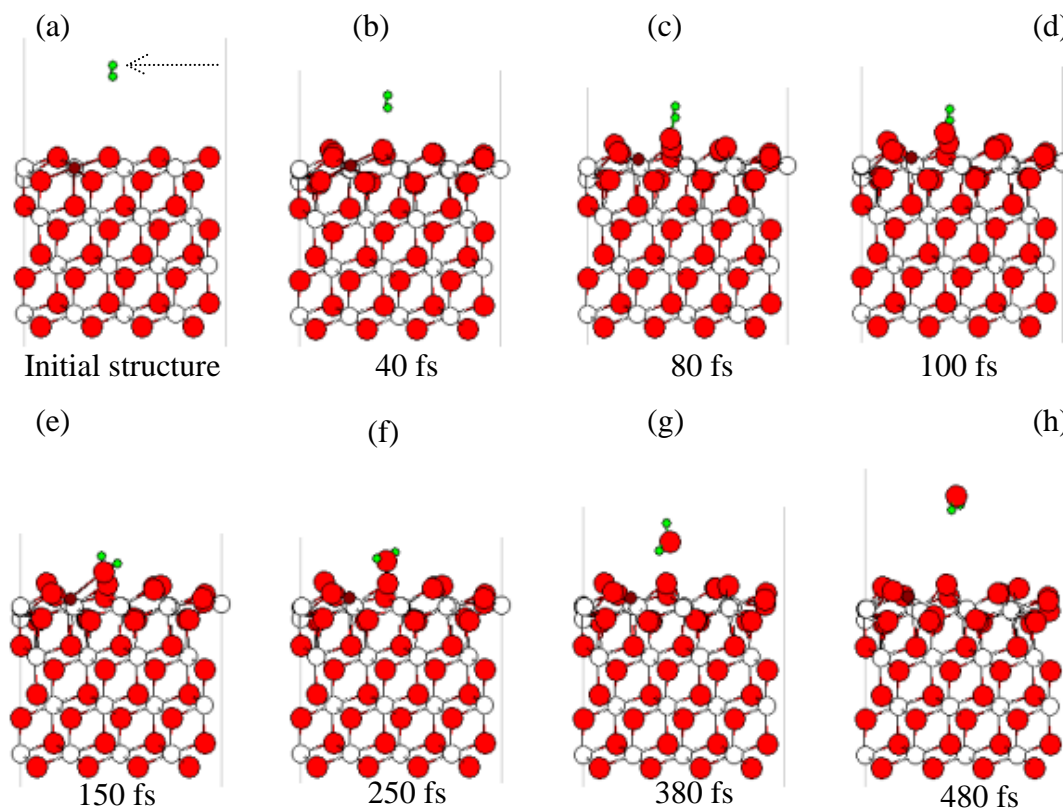 (a)
(b)
(c)
(d)
Initial structure
40 fs
80 fs
100 fs
(e)
(f)
(g)
(h)
150 fs
250 fs
380 fs
480 fs